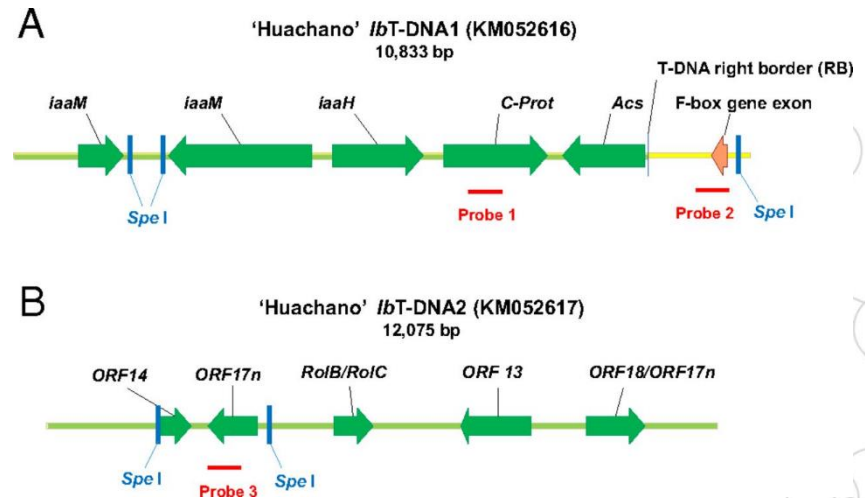 A
'Huachano' IbT-DNA1 (KM052616)
10,833 bp
T-DNA right border (RB)
iaaM iaaM iaaH C-Prot Acs F-box gene exon
Spe I Probe 1 Probe 2 Spe I
B
'Huachano' IbT-DNA2 (KM052617)
12,075 bp
ORF14 ORF17n RolB/RolC ORF 13 ORF18/ORF17n
Spe I Spe I
Probe 3